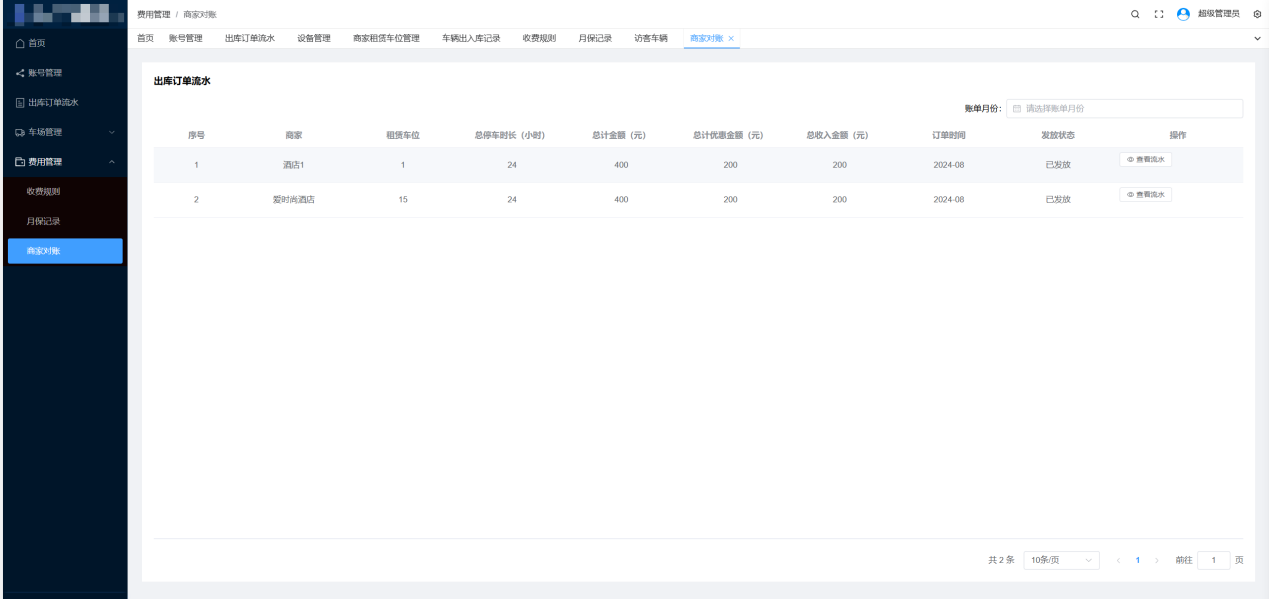 费用管理 / 商家对账
超级管理员
首页 账号管理 出库订单流水 设备管理 商家租赁车位管理 车辆出入库记录 收费规则 月保记录 访客车辆 商家对账 ×
首页
账号管理
出库订单流水
车场管理
费用管理
收费规则
月保记录
商家对账
出库订单流水
账单月份: 请选择账单月份
序号 商家 租赁车位 总停车时长（小时） 总计金额（元） 总计优惠金额（元） 总收入金额（元） 订单时间 发放状态 操作
1 酒店1 1 24 400 200 200 2024-08 已发放 查看流水
2 爱时尚酒店 15 24 400 200 200 2024-08 已发放 查看流水
共 2 条 10条/页 < 1 > 前往 1 页